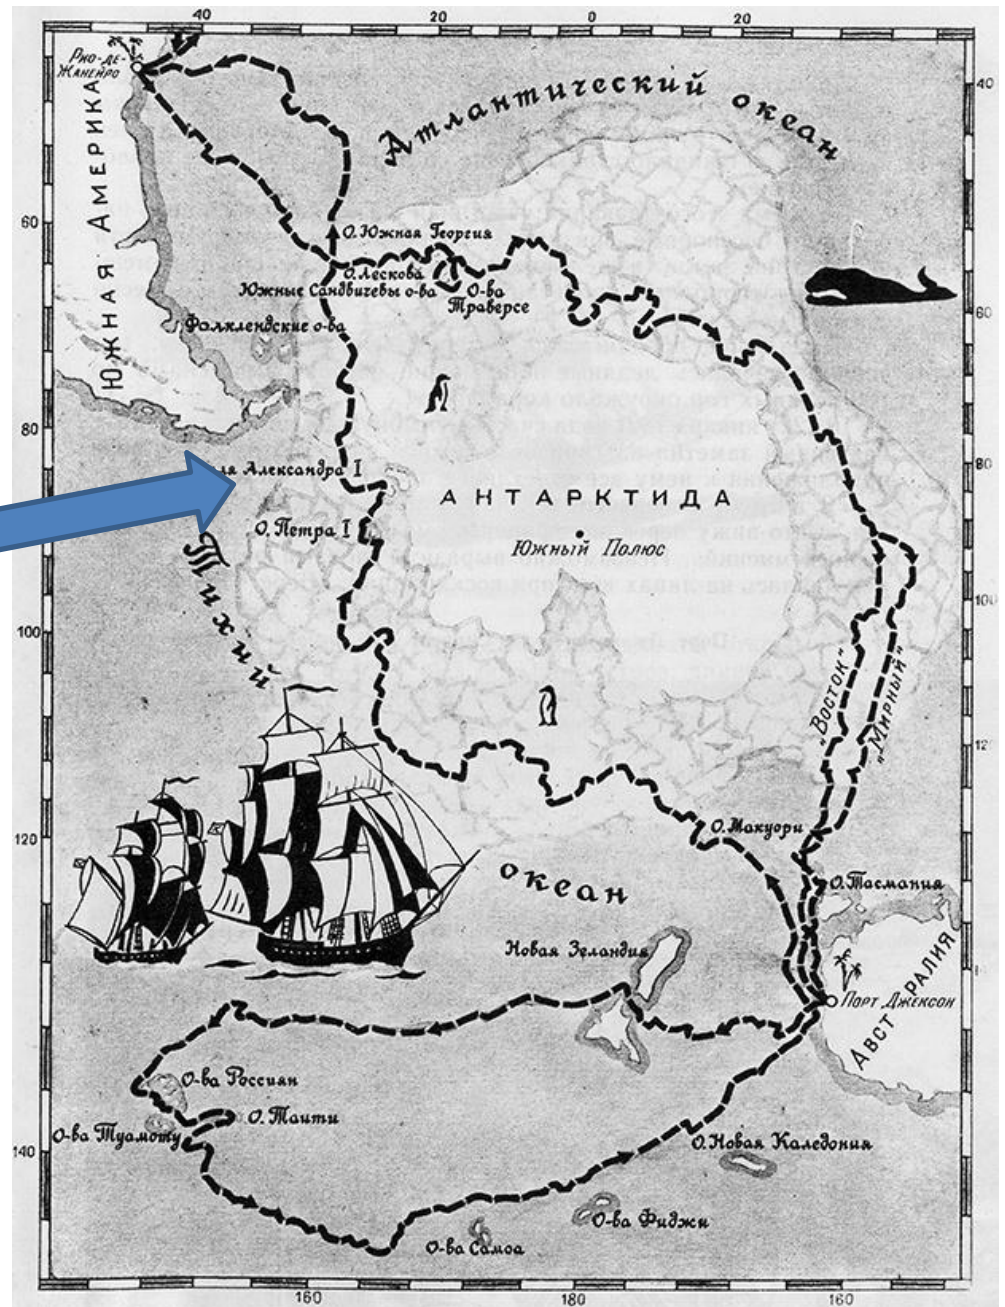 40 20 0 20
Рио-де-
Жанейро
40
Атлантический океан
Южная Америка
60
О. Южная Георгия
О. Лескова
Южные Сандвичевы о-ва
О-ва
Траверсе
60
Фолклендские о-ва
80
ля Александра I
80
АНТАРКТИДА
О. Петра I
Южный Полюс
Тихий
100
100
„Восток"
„Мирный"
12
120
О. Макуори
океан
О. Тасмания
Новая Зеландия
Порт Джексон
АВСТРАЛИЯ
О-ва Россиян
О. Таити
О-ва Туамоту
140
О. Новая Каледония
О-ва Фиджи
О-ва Самоа
160 180 160